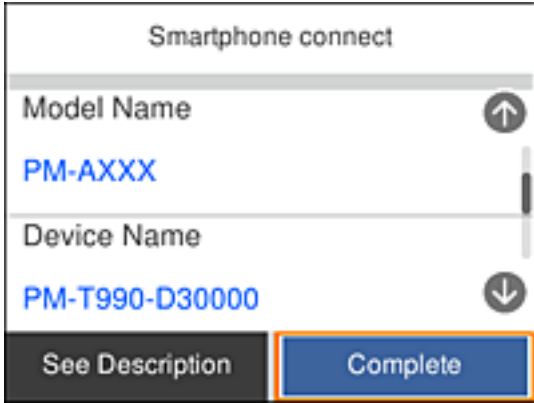 Smartphone connect
Model Name
PM-AXXX
Device Name
PM-T990-D30000
See Description
Complete